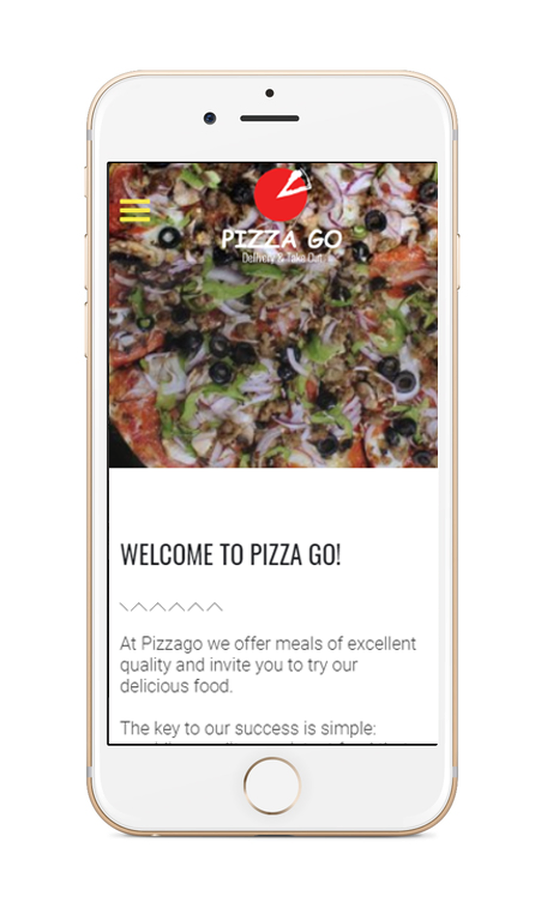 PIZZA GO
Delivery & Take Out
WELCOME TO PIZZA GO!
At Pizzago we offer meals of excellent
quality and invite you to try our
delicious food.
The key to our success is simple: